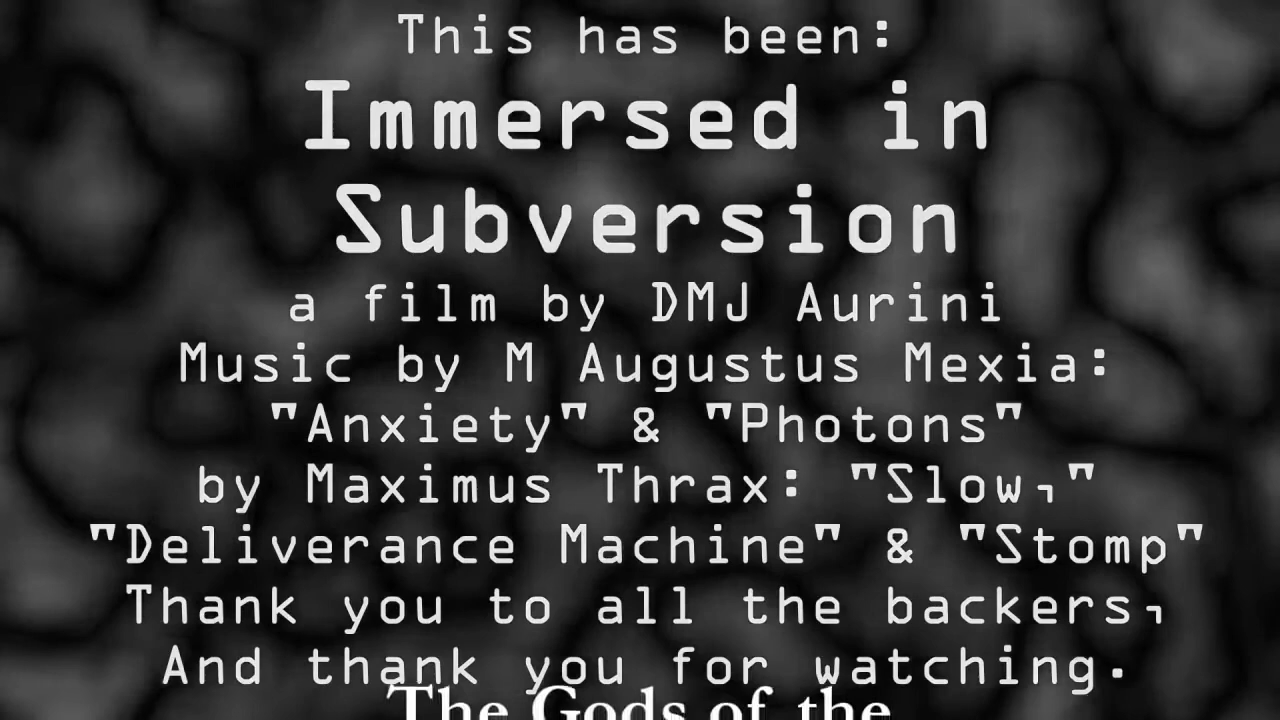 This has been:
Immersed in
Subversion
a film by DMJ Aurini
Music by M Augustus Mexia:
"Anxiety" & "Photons"
by Maximus Thrax: "Slow,"
"Deliverance Machine" & "Stomp"
Thank you to all the backers,
And thank you for watching.
The Gods of the